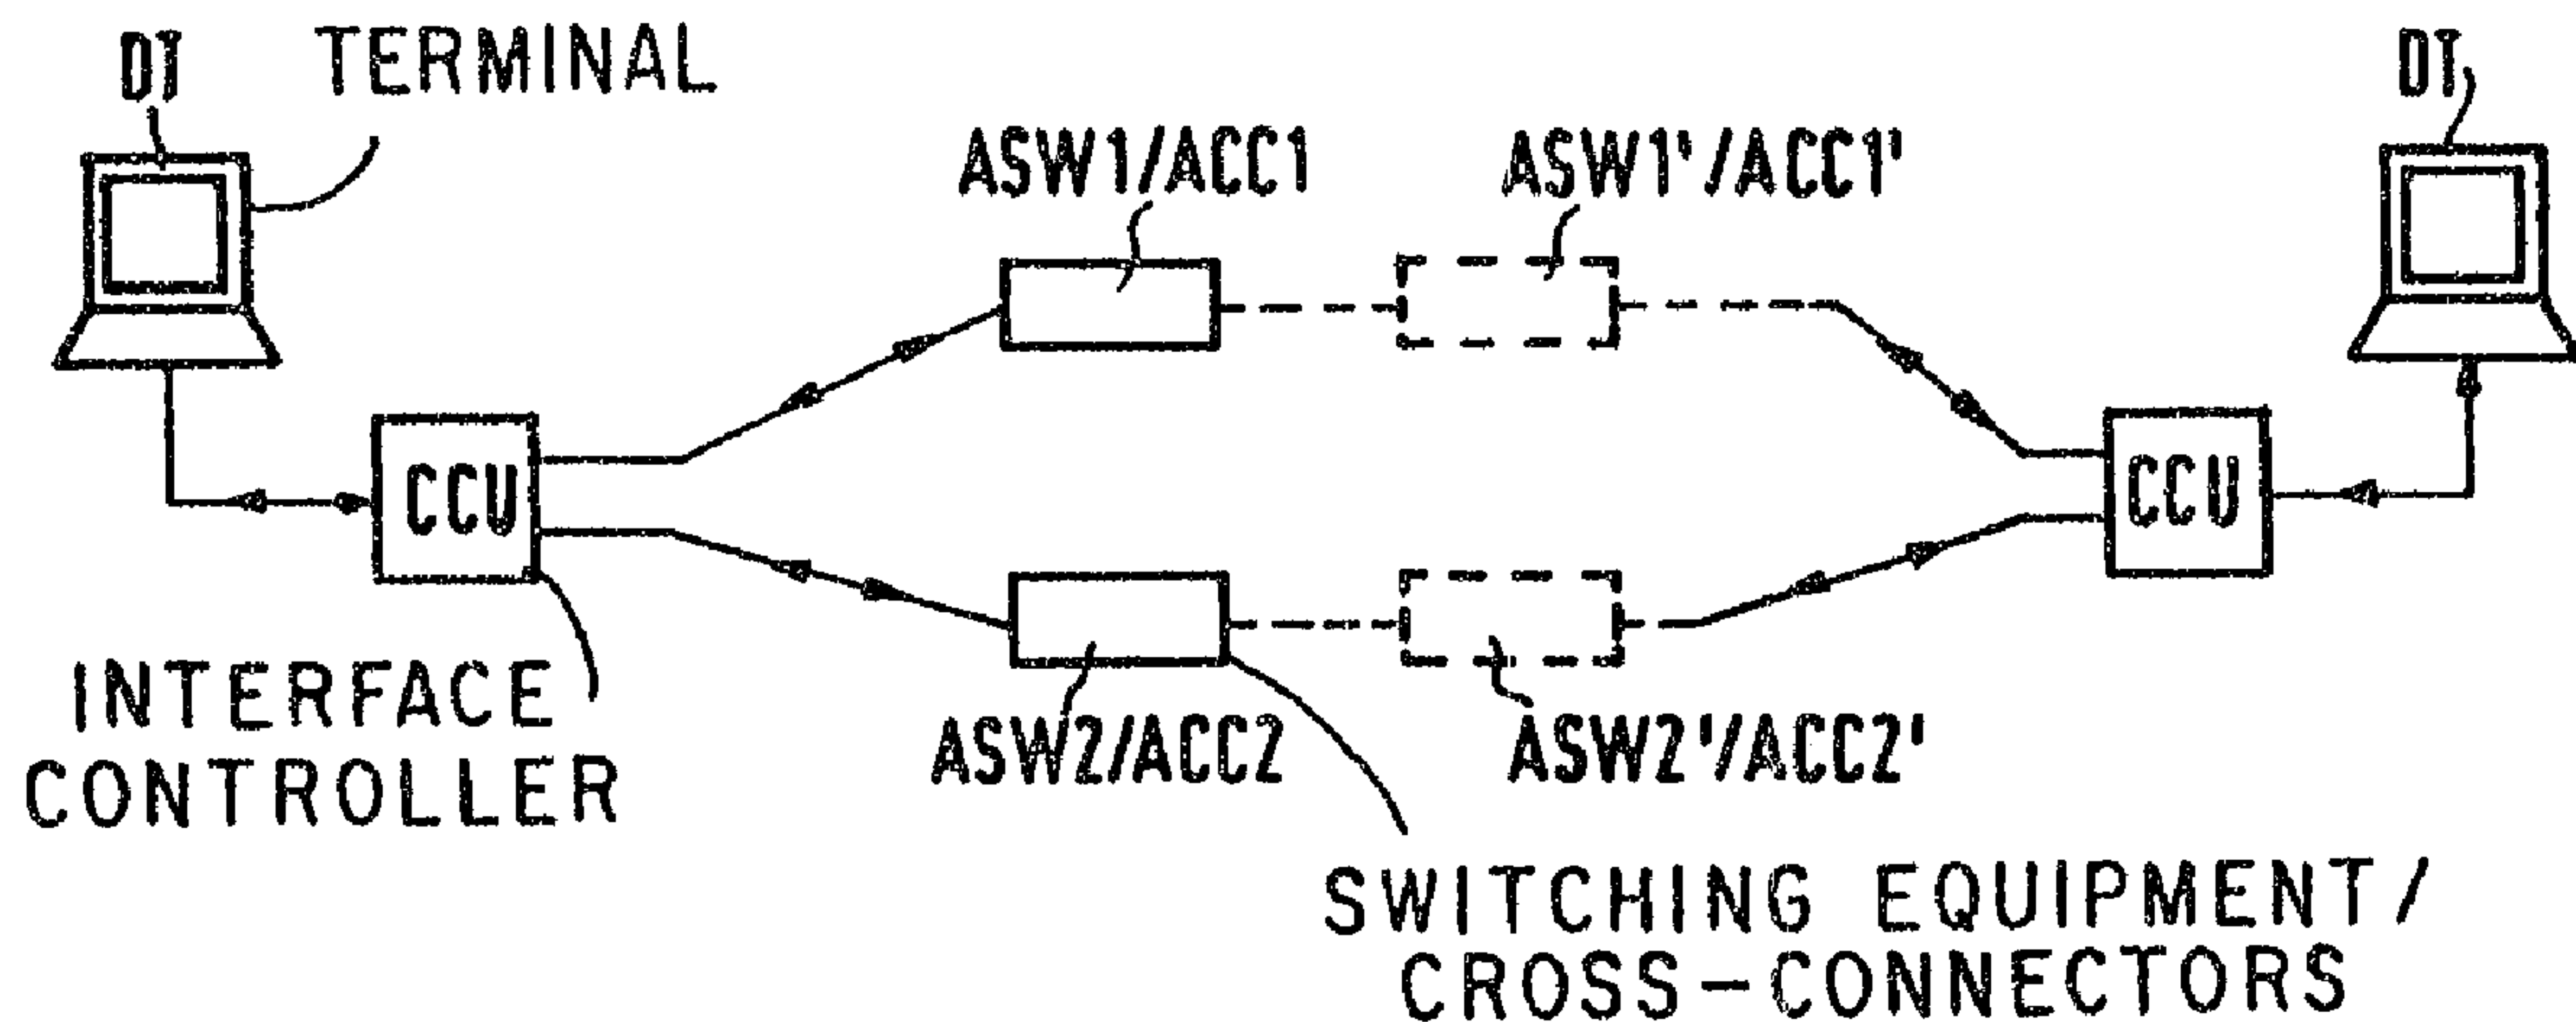 DT TERMINAL
DT
ASW1/ACC1
ASW1'/ACC1'
CCU
CCU
INTERFACE
CONTROLLER
ASW2/ACC2
ASW2'/ACC2'
SWITCHING EQUIPMENT/
CROSS-CONNECTORS